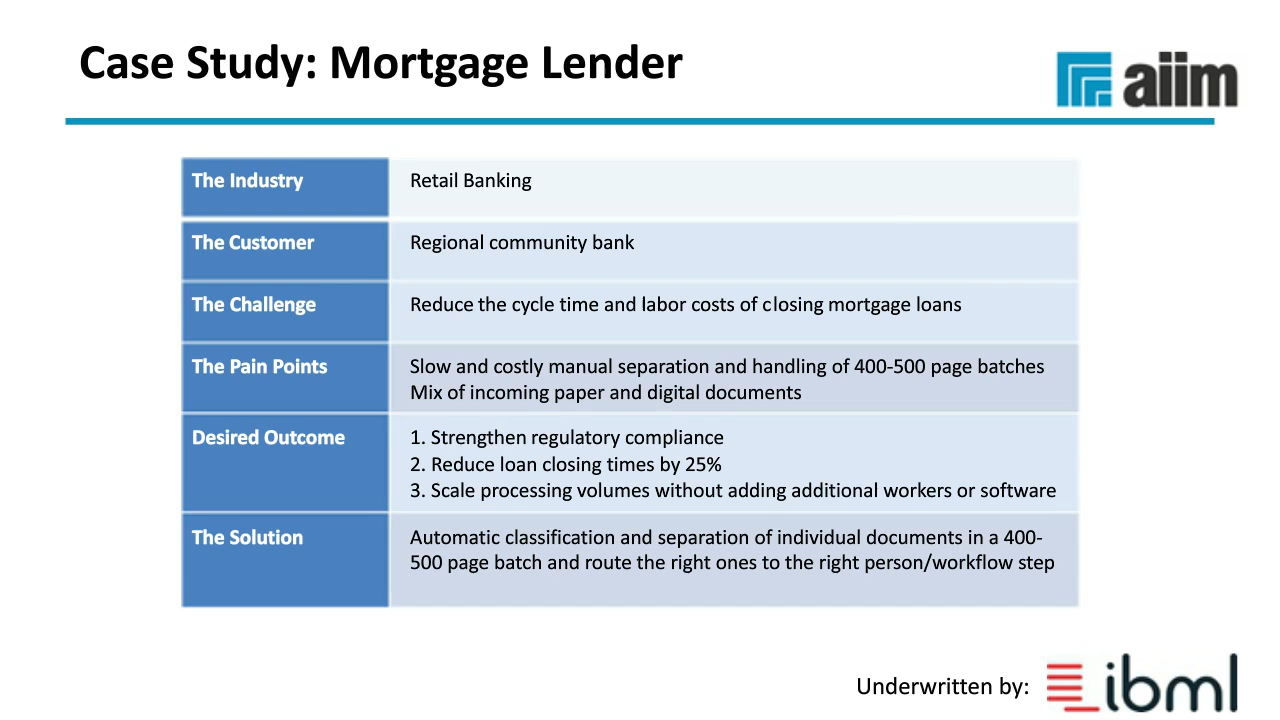 Case Study: Mortgage Lender
aiim
The Industry
Retail Banking
The Customer
Regional community bank
The Challenge
Reduce the cycle time and labor costs of closing mortgage loans
The Pain Points
Slow and costly manual separation and handling of 400-500 page batches
Mix of incoming paper and digital documents
Desired Outcome
1. Strengthen regulatory compliance
2. Reduce loan closing times by 25%
3. Scale processing volumes without adding additional workers or software
The Solution
Automatic classification and separation of individual documents in a 400-
500 page batch and route the right ones to the right person/workflow step
Underwritten by:
ibml